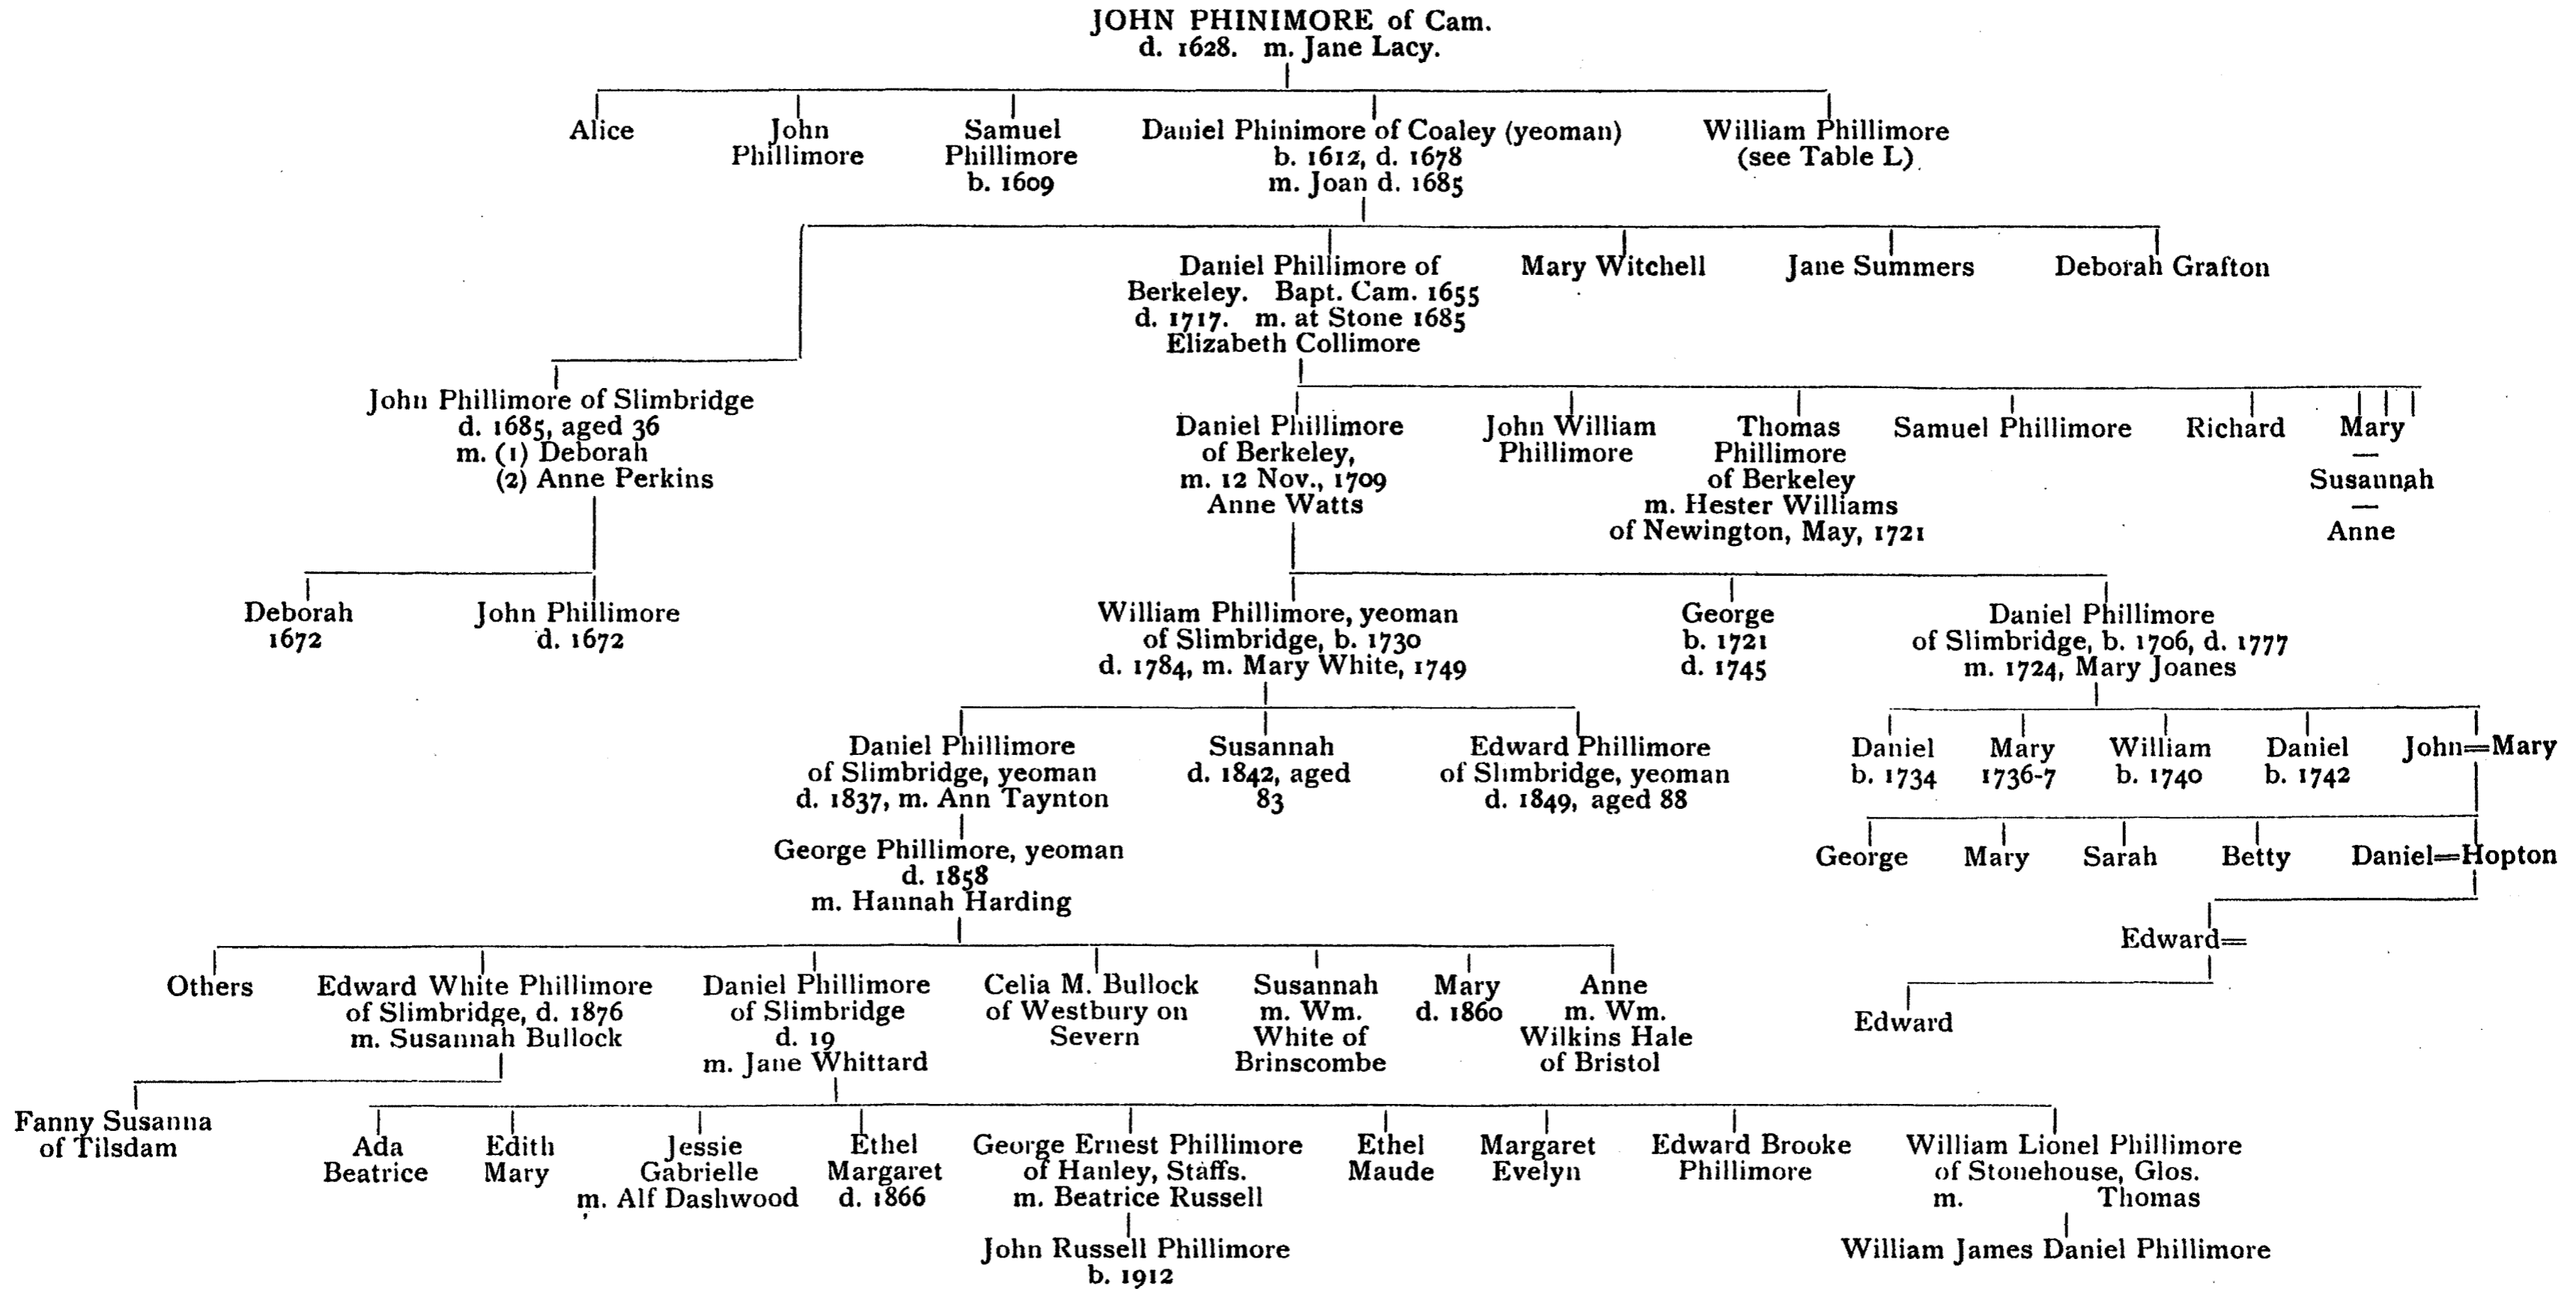 JOHN PHINIMORE of Cam.
d. 1628. m. Jane Lacy.
Alice
John
Phillimore
Samuel
Phillimore
b. 1609
Daniel Phinimore of Coaley (yeoman)
b. 1612, d. 1678
m. Joan d. 1685
William Phillimore
(see Table L)
Daniel Phillimore of
Berkeley. Bapt. Cam. 1655
d. 1717. m. at Stone 1685
Elizabeth Collimore
Mary Witchell
Jane Summers
Deborah Grafton
John Phillimore of Slimbridge
d. 1685, aged 36
m. (1) Deborah
(2) Anne Perkins
Daniel Phillimore
of Berkeley,
m. 12 Nov., 1709
Anne Watts
John William
Phillimore
Thomas
Phillimore
of Berkeley
m. Hester Williams
of Newington, May, 1721
Samuel Phillimore
Richard
Mary
—
Susannah
—
Anne
Deborah
1672
John Phillimore
d. 1672
William Phillimore, yeoman
of Slimbridge, b. 1730
d. 1784, m. Mary White, 1749
George
b. 1721
d. 1745
Daniel Phillimore
of Slimbridge, b. 1706, d. 1777
m. 1724, Mary Joanes
Daniel Phillimore
of Slimbridge, yeoman
d. 1837, m. Ann Taynton
Susannah
d. 1842, aged
83
Edward Phillimore
of Slimbridge, yeoman
d. 1849, aged 88
Daniel
b. 1734
Mary
1736-7
William
b. 1740
Daniel
b. 1742
John=Mary
George Phillimore, yeoman
d. 1858
m. Hannah Harding
George
Mary
Sarah
Betty
Daniel=Hopton
Edward=
Edward
Others
Edward White Phillimore
of Slimbridge, d. 1876
m. Susannah Bullock
Daniel Phillimore
of Slimbridge
d. 19
m. Jane Whittard
Celia M. Bullock
of Westbury on
Severn
Susannah
m. Wm.
White of
Brinscombe
Mary
d. 1860
Anne
m. Wm.
Wilkins Hale
of Bristol
Fanny Susanna
of Tilsdam
Ada
Beatrice
Edith
Mary
Jessie
Gabrielle
m. Alf Dashwood
Ethel
Margaret
d. 1866
George Ernest Phillimore
of Hanley, Staffs.
m. Beatrice Russell
Ethel
Maude
Margaret
Evelyn
Edward Brooke
Phillimore
William Lionel Phillimore
of Stonehouse, Glos.
m. Thomas
John Russell Phillimore
b. 1912
William James Daniel Phillimore